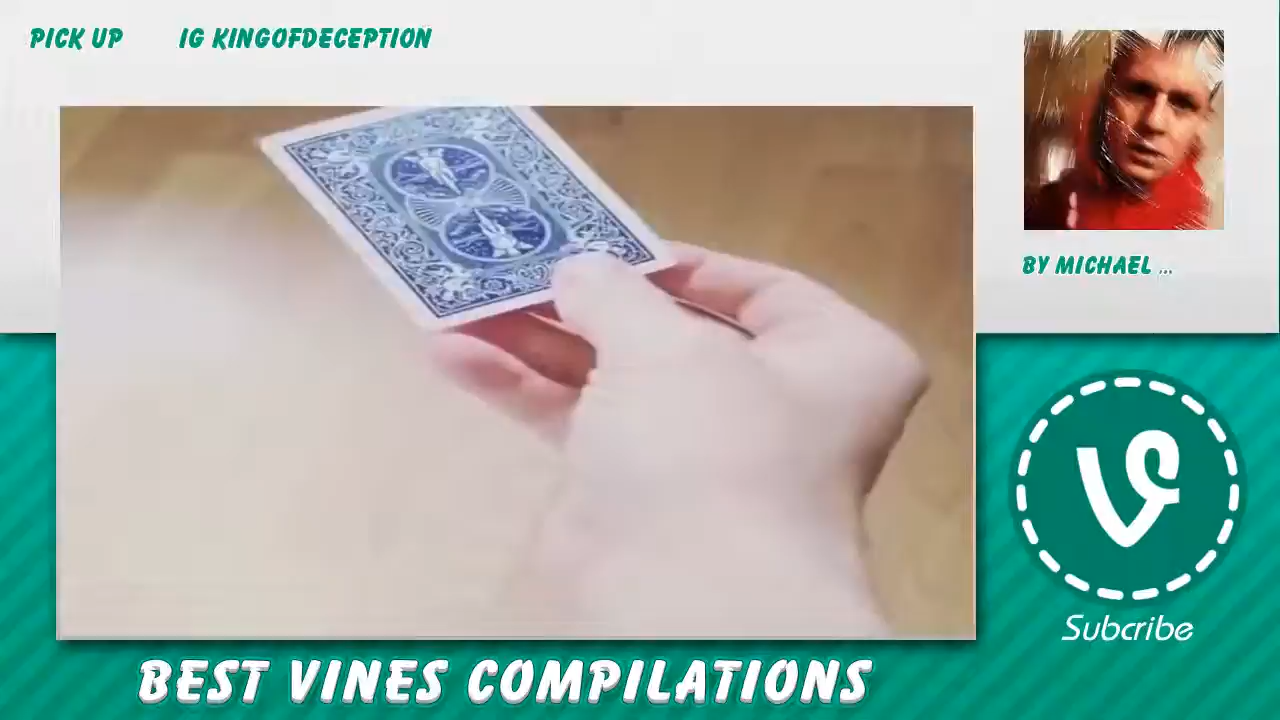 PICK UP IG KINGOFDECEPTION
BY MICHAEL ...
Subcribe
BEST VINES COMPILATIONS